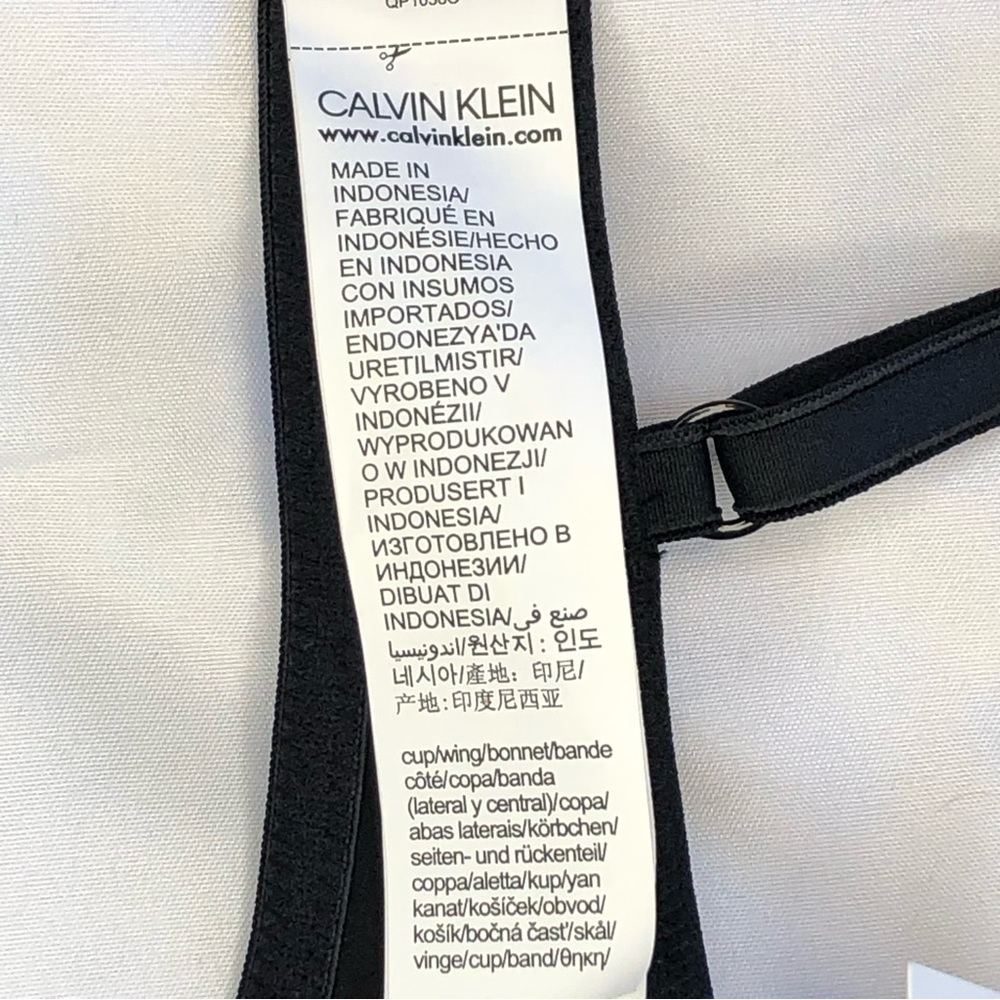 CALVIN KLEIN
www.calvinklein.com
MADE IN
INDONESIA/
FABRIQUÉ EN
INDONÉSIE/HECHO
EN INDONESIA
CON INSUMOS
IMPORTADOS/
ENDONEZYA'DA
URETILMISTIR/
VYROBENO V
INDONÉZII/
WYPRODUKOWAN
O W INDONEZJI/
PRODUSERT I
INDONESIA/
ИЗГОТОВЛЕНО В
ИНДОНЕЗИИ/
DIBUAT DI
INDONESIA/صنع في
اندونيسيا/원산지 : 인도
네시아/產地: 印尼/
产地:印度尼西亚
cup/wing/bonnet/bande
côté/copa/banda
(lateral y central)/copa/
abas laterais/körbchen/
seiten- und rückenteil/
coppa/aletta/kup/yan
kanat/košíček/obvod/
košík/bočná časť/skål/
vinge/cup/band/θηκη/